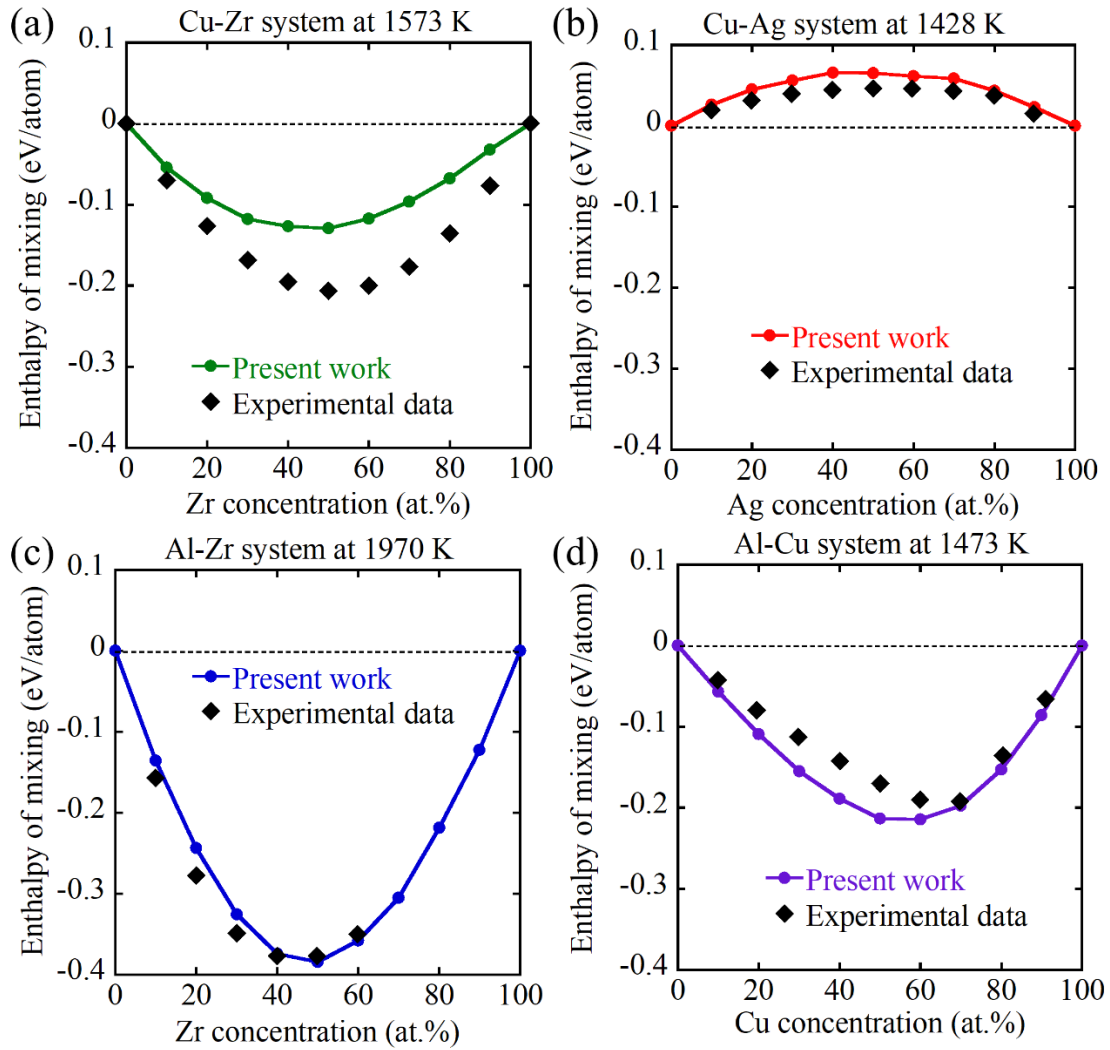 (a)
Cu-Zr system at 1573 K
Enthalpy of mixing (eV/atom)
0.1
0
-0.1
-0.2
-0.3
-0.4
Present work
Experimental data
0 20 40 60 80 100
Zr concentration (at.%)
(b)
Cu-Ag system at 1428 K
Enthalpy of mixing (eV/atom)
0.1
0
-0.1
-0.2
-0.3
-0.4
Present work
Experimental data
0 20 40 60 80 100
Ag concentration (at.%)
(c)
Al-Zr system at 1970 K
Enthalpy of mixing (eV/atom)
0.1
0
-0.1
-0.2
-0.3
-0.4
Present work
Experimental data
0 20 40 60 80 100
Zr concentration (at.%)
(d)
Al-Cu system at 1473 K
Enthalpy of mixing (eV/atom)
0.1
0
-0.1
-0.2
-0.3
-0.4
Present work
Experimental data
0 20 40 60 80 100
Cu concentration (at.%)